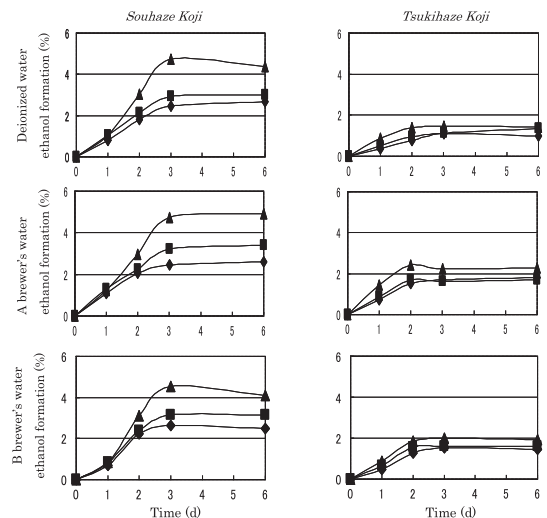 Souhaze Koji Tsukihaze Koji
Deionized water
ethanol formation (%)
6 6
4 4
2 2
0 0
0 1 2 3 4 5 6 0 1 2 3 4 5 6
A brewer's water
ethanol formation (%)
6 6
4 4
2 2
0 0
0 1 2 3 4 5 6 0 1 2 3 4 5 6
B brewer's water
ethanol formation (%)
6 6
4 4
2 2
0 0
0 1 2 3 4 5 6 0 1 2 3 4 5 6
Time (d) Time (d)